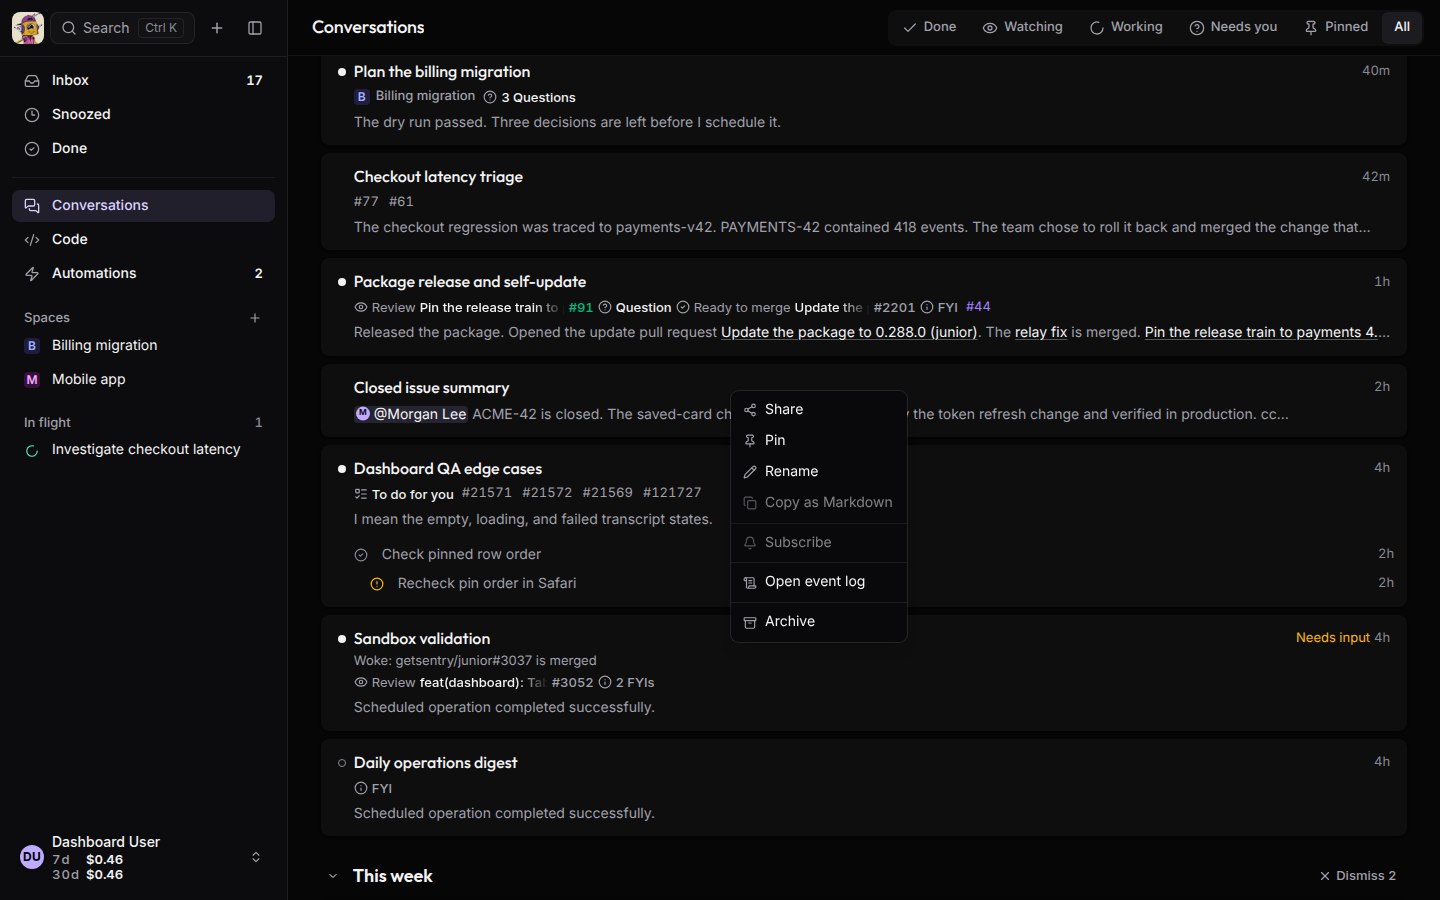 Search Ctrl K
Inbox 17
Snoozed
Done
Conversations
Code
Automations 2
Spaces
B Billing migration
M Mobile app
In flight 1
Investigate checkout latency
DU Dashboard User
7d $0.46
30d $0.46
Conversations
Done Watching Working Needs you Pinned All
Plan the billing migration 40m
B Billing migration 3 Questions
The dry run passed. Three decisions are left before I schedule it.
Checkout latency triage 42m
#77 #61
The checkout regression was traced to payments-v42. PAYMENTS-42 contained 418 events. The team chose to roll it back and merged the change that...
Package release and self-update 1h
Review Pin the release train to #91 Question Ready to merge Update the #2201 FYI #44
Released the package. Opened the update pull request Update the package to 0.288.0 (junior). The relay fix is merged. Pin the release train to payments 4....
Closed issue summary 2h
M @Morgan Lee ACME-42 is closed. The saved-card ch the token refresh change and verified in production. cc...
Dashboard QA edge cases 4h
To do for you #21571 #21572 #21569 #121727
I mean the empty, loading, and failed transcript states.
Check pinned row order 2h
Recheck pin order in Safari 2h
Share
Pin
Rename
Copy as Markdown
Subscribe
Open event log
Archive
Sandbox validation Needs input 4h
Woke: getsentry/junior#3037 is merged
Review feat(dashboard): Ta #3052 2 FYIs
Scheduled operation completed successfully.
Daily operations digest 4h
FYI
Scheduled operation completed successfully.
This week Dismiss 2